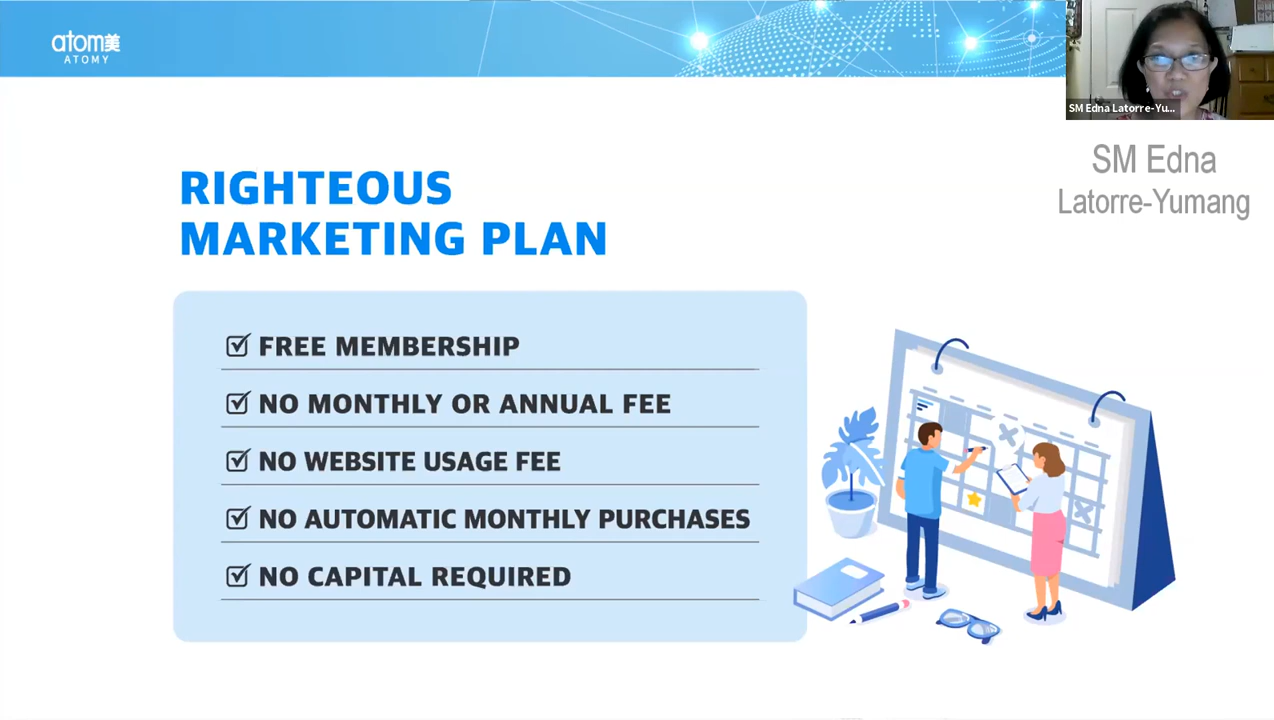 atom美
ATOMY
SM Edna Latorre-Yu...
SM Edna
Latorre-Yumang
RIGHTEOUS
MARKETING PLAN
FREE MEMBERSHIP
NO MONTHLY OR ANNUAL FEE
NO WEBSITE USAGE FEE
NO AUTOMATIC MONTHLY PURCHASES
NO CAPITAL REQUIRED